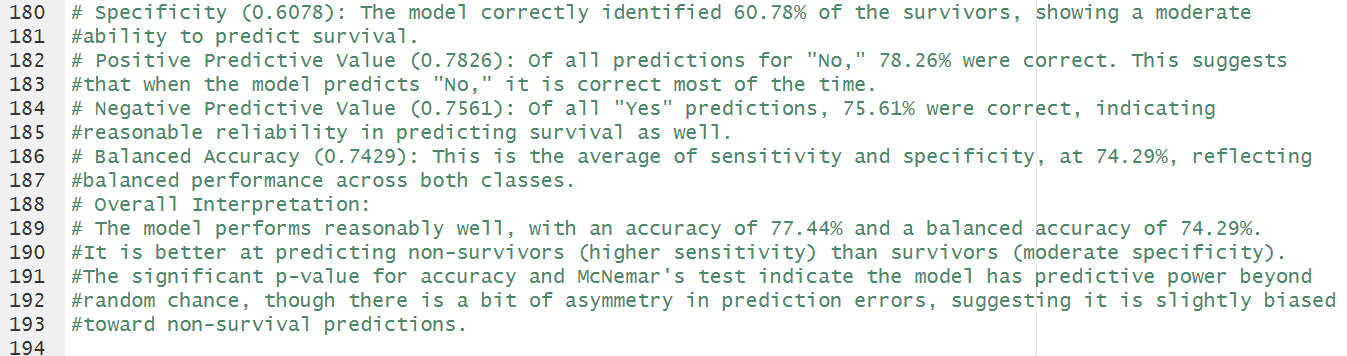 180 # Specificity (0.6078): The model correctly identified 60.78% of the survivors, showing a moderate
181 #ability to predict survival.
182 # Positive Predictive Value (0.7826): Of all predictions for "No," 78.26% were correct. This suggests
183 #that when the model predicts "No," it is correct most of the time.
184 # Negative Predictive Value (0.7561): Of all "Yes" predictions, 75.61% were correct, indicating
185 #reasonable reliability in predicting survival as well.
186 # Balanced Accuracy (0.7429): This is the average of sensitivity and specificity, at 74.29%, reflecting
187 #balanced performance across both classes.
188 # Overall Interpretation:
189 # The model performs reasonably well, with an accuracy of 77.44% and a balanced accuracy of 74.29%.
190 #It is better at predicting non-survivors (higher sensitivity) than survivors (moderate specificity).
191 #The significant p-value for accuracy and McNemar's test indicate the model has predictive power beyond
192 #random chance, though there is a bit of asymmetry in prediction errors, suggesting it is slightly biased
193 #toward non-survival predictions.
194